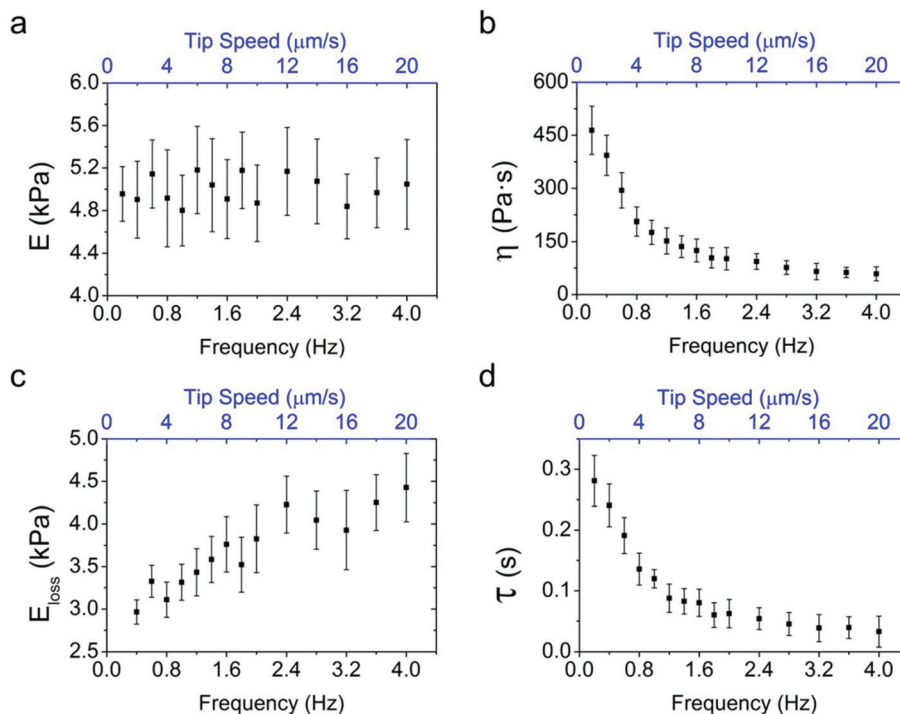 a
Tip Speed (μm/s)
0 4 8 12 16 20
6.0
5.6
5.2
4.8
4.4
4.0
E (kPa)
0.0 0.8 1.6 2.4 3.2 4.0
Frequency (Hz)
b
Tip Speed (μm/s)
0 4 8 12 16 20
600
450
300
150
0
η (Pa·s)
0.0 0.8 1.6 2.4 3.2 4.0
Frequency (Hz)
c
Tip Speed (μm/s)
0 4 8 12 16 20
5.0
4.5
4.0
3.5
3.0
2.5
E_loss (kPa)
0.0 0.8 1.6 2.4 3.2 4.0
Frequency (Hz)
d
Tip Speed (μm/s)
0 4 8 12 16 20
0.3
0.2
0.1
0.0
τ (s)
0.0 0.8 1.6 2.4 3.2 4.0
Frequency (Hz)